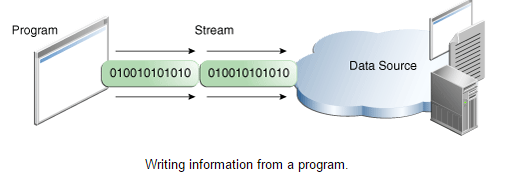 Program
Stream
010010101010
010010101010
Data Source
Writing information from a program.